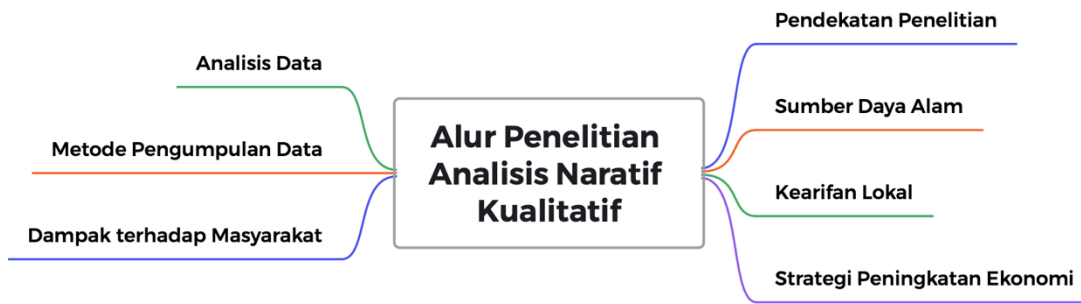 Pendekatan Penelitian
Analisis Data
Sumber Daya Alam
Alur Penelitian
Analisis Naratif
Kualitatif
Metode Pengumpulan Data
Kearifan Lokal
Dampak terhadap Masyarakat
Strategi Peningkatan Ekonomi